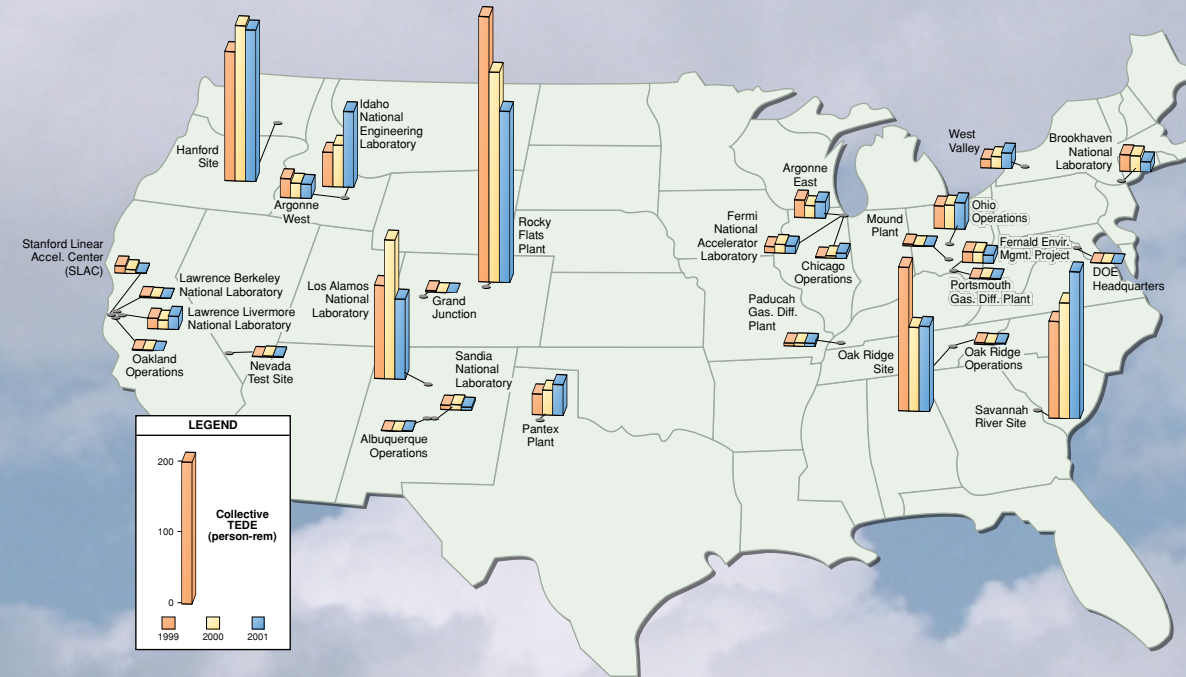 Hanford
Site
Idaho
National
Engineering
Laboratory
Argonne
West
Rocky
Flats
Plant
West
Valley
Brookhaven
National
Laboratory
Argonne
East
Mound
Plant
Ohio
Operations
Fermi
National
Accelerator
Laboratory
Chicago
Operations
Fernald Envir.
Mgmt. Project
Portsmouth
Gas. Diff. Plant
DOE
Headquarters
Stanford Linear
Accel. Center
(SLAC)
Lawrence Berkeley
National Laboratory
Lawrence Livermore
National Laboratory
Oakland
Operations
Nevada
Test Site
Los Alamos
National
Laboratory
Grand
Junction
Paducah
Gas. Diff.
Plant
Oak Ridge
Site
Oak Ridge
Operations
Savannah
River Site
Sandia
National
Laboratory
Albuquerque
Operations
Pantex
Plant
LEGEND
200
100
0
Collective
TEDE
(person-rem)
1999
2000
2001